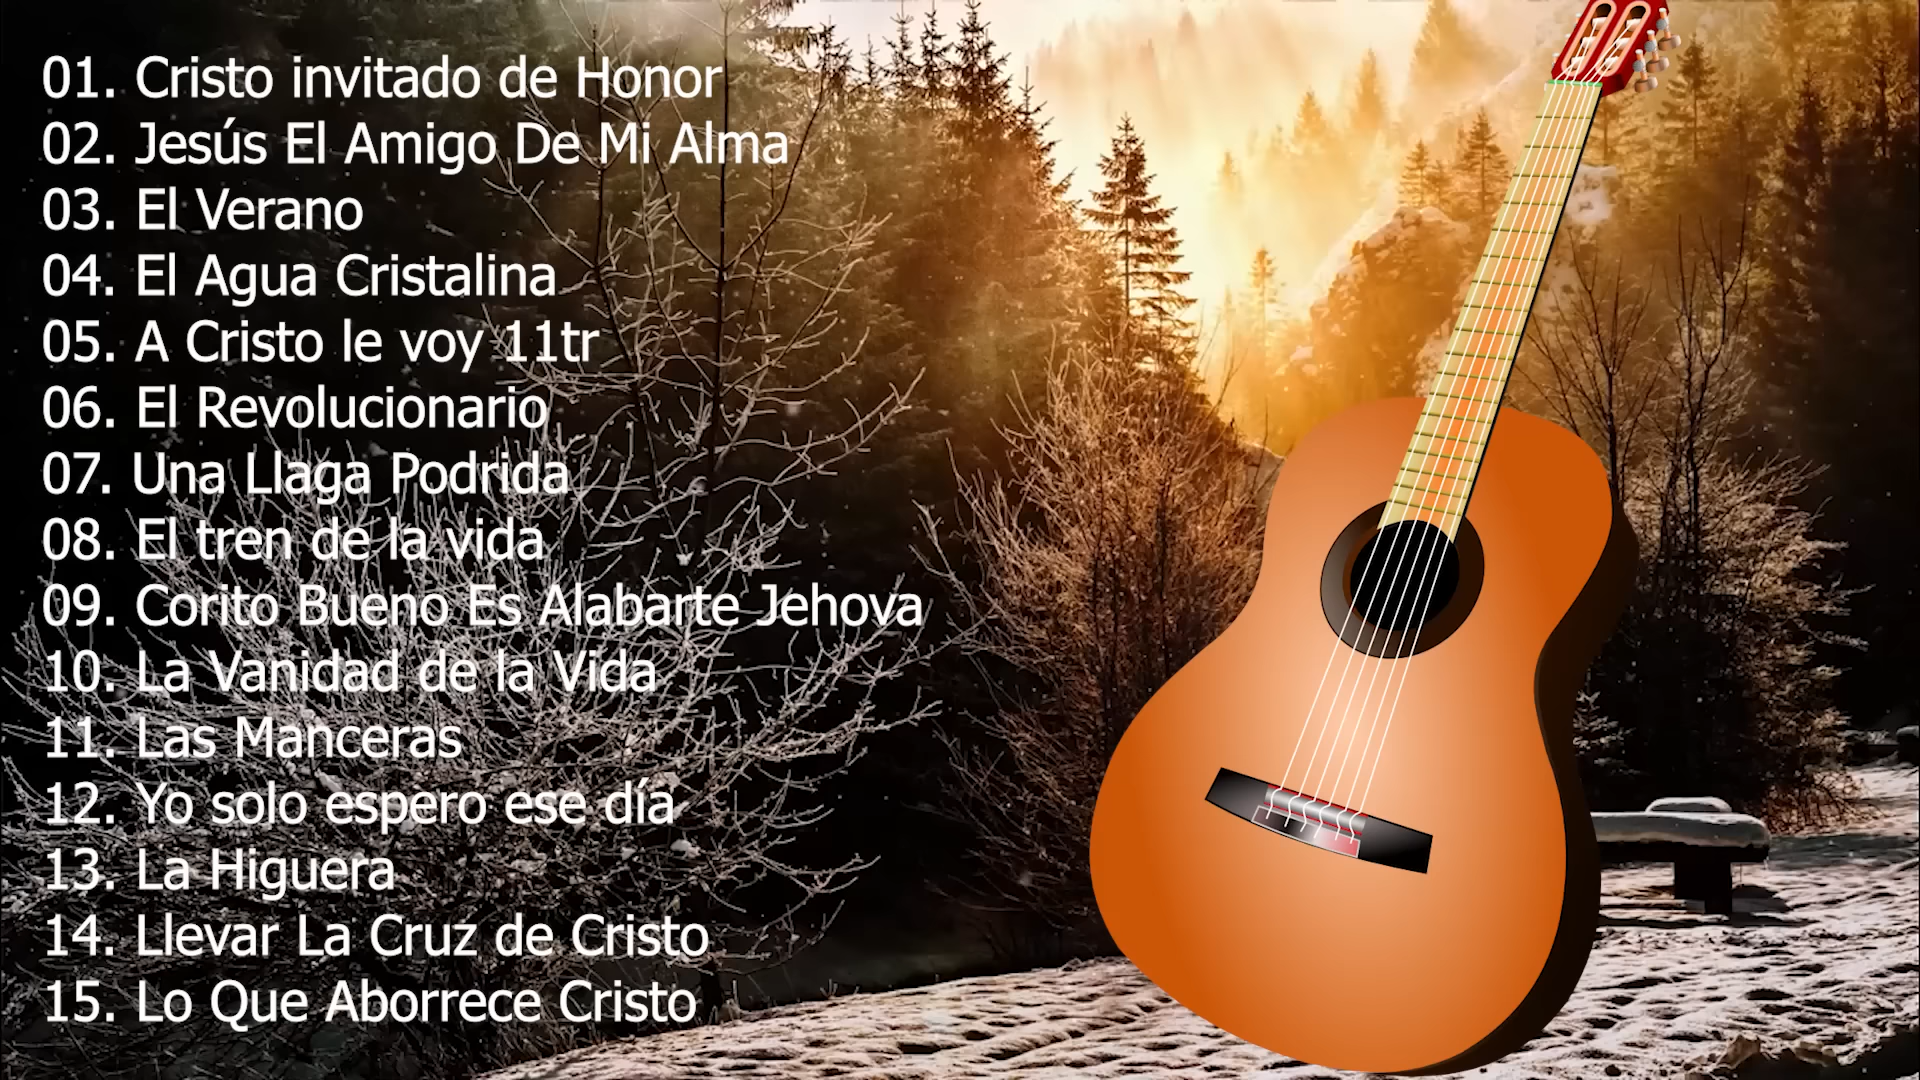 01. Cristo invitado de Honor
02. Jesús El Amigo De Mi Alma
03. El Verano
04. El Agua Cristalina
05. A Cristo le voy 11tr
06. El Revolucionario
07. Una Llaga Podrida
08. El tren de la vida
09. Corito Bueno Es Alabarte Jehova
10. La Vanidad de la Vida
11. Las Manceras
12. Yo solo espero ese día
13. La Higuera
14. Llevar La Cruz de Cristo
15. Lo Que Aborrece Cristo